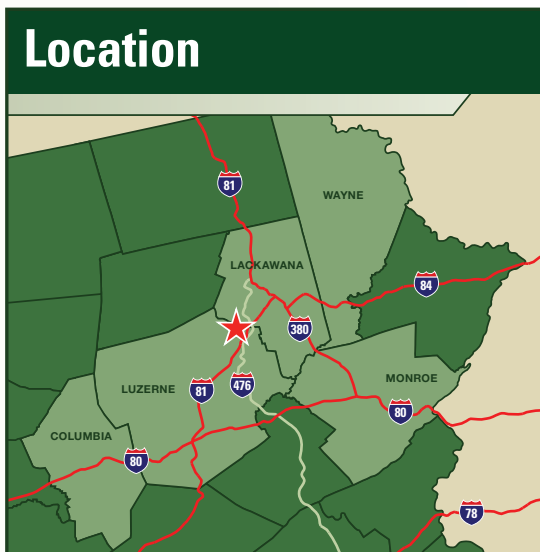 Location
81
WAYNE
LACKAWANA
84
380
LUZERNE
81
476
MONROE
80
COLUMBIA
80
78